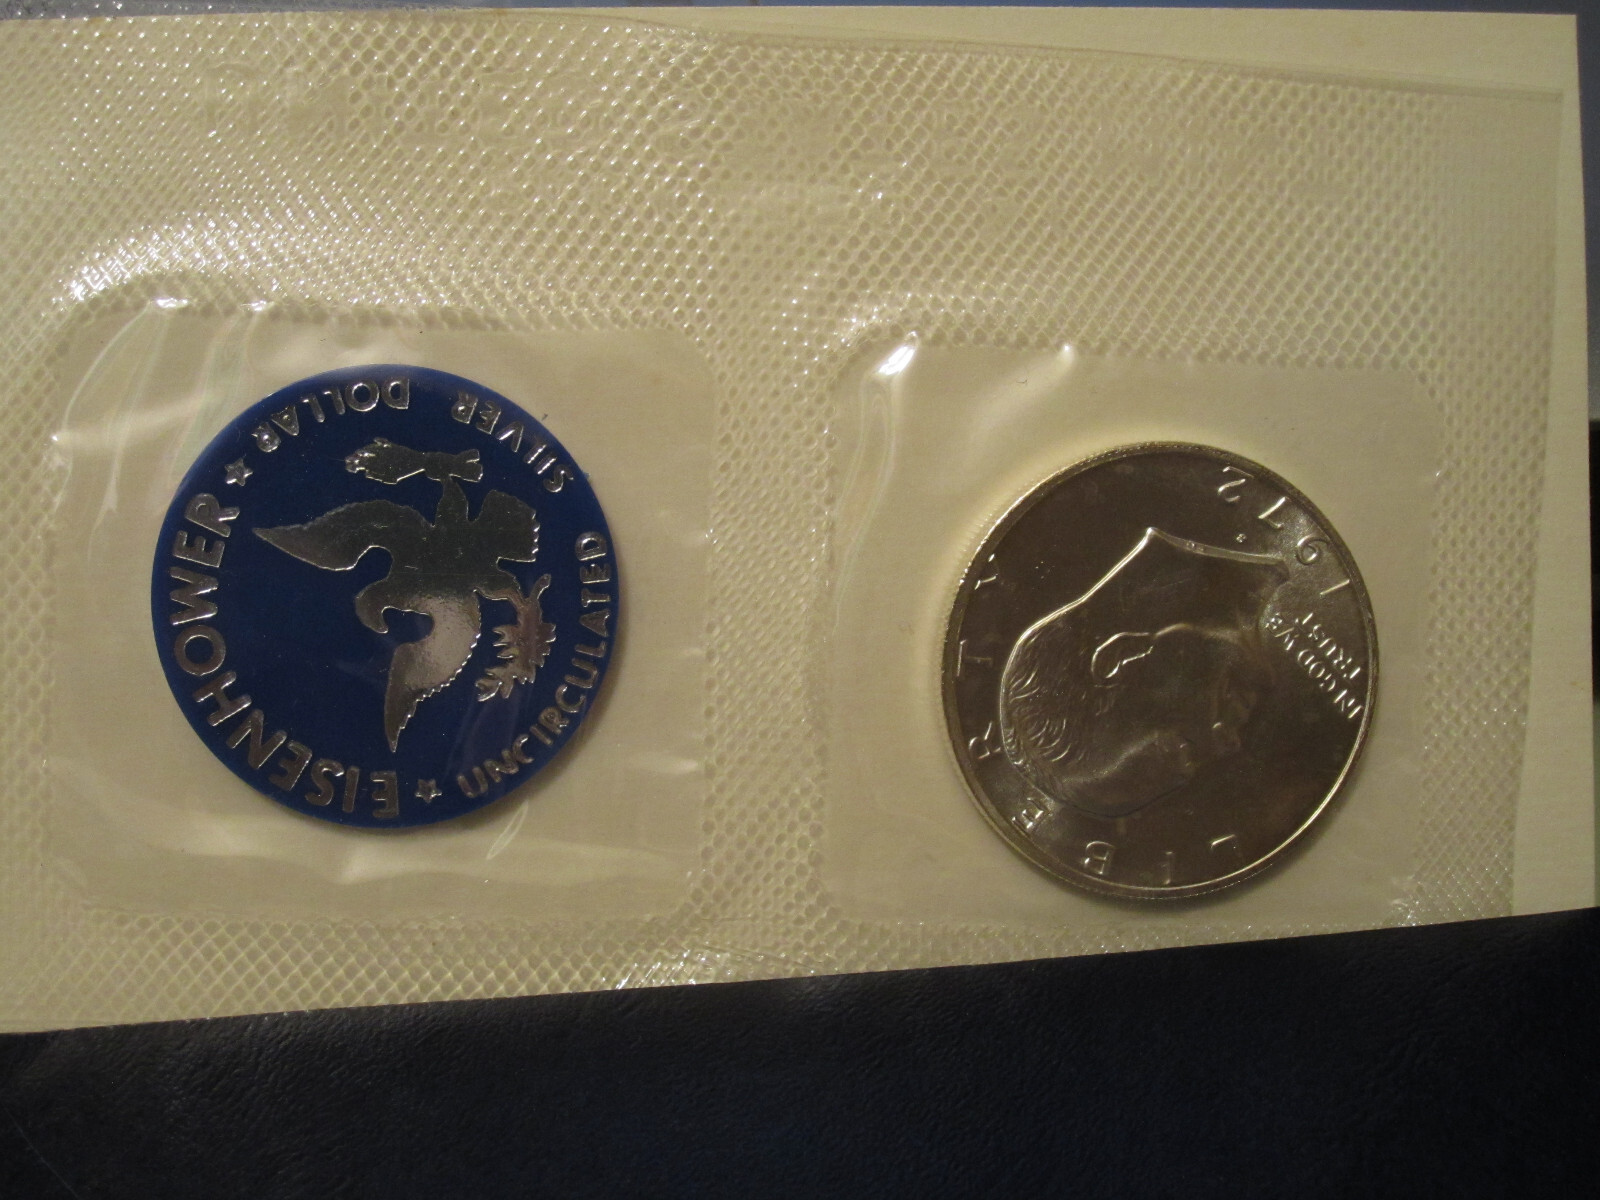 EISENHOWER
SILVER DOLLAR
UNCIRCULATED
LIBERTY
IN GOD WE
TRUST
1972